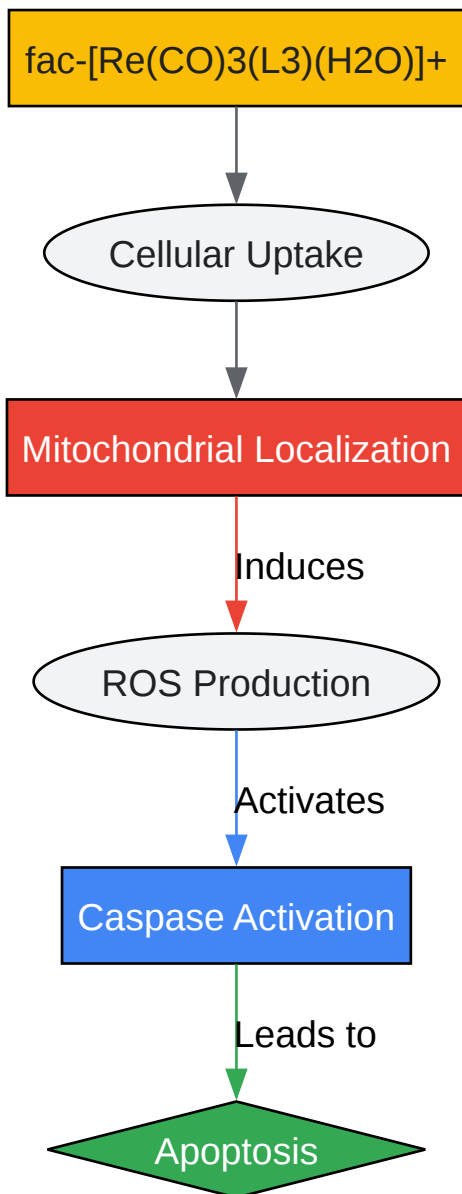 fac-[Re(CO)3(L3)(H2O)]+
Cellular Uptake
Mitochondrial Localization
Induces
ROS Production
Activates
Caspase Activation
Leads to
Apoptosis